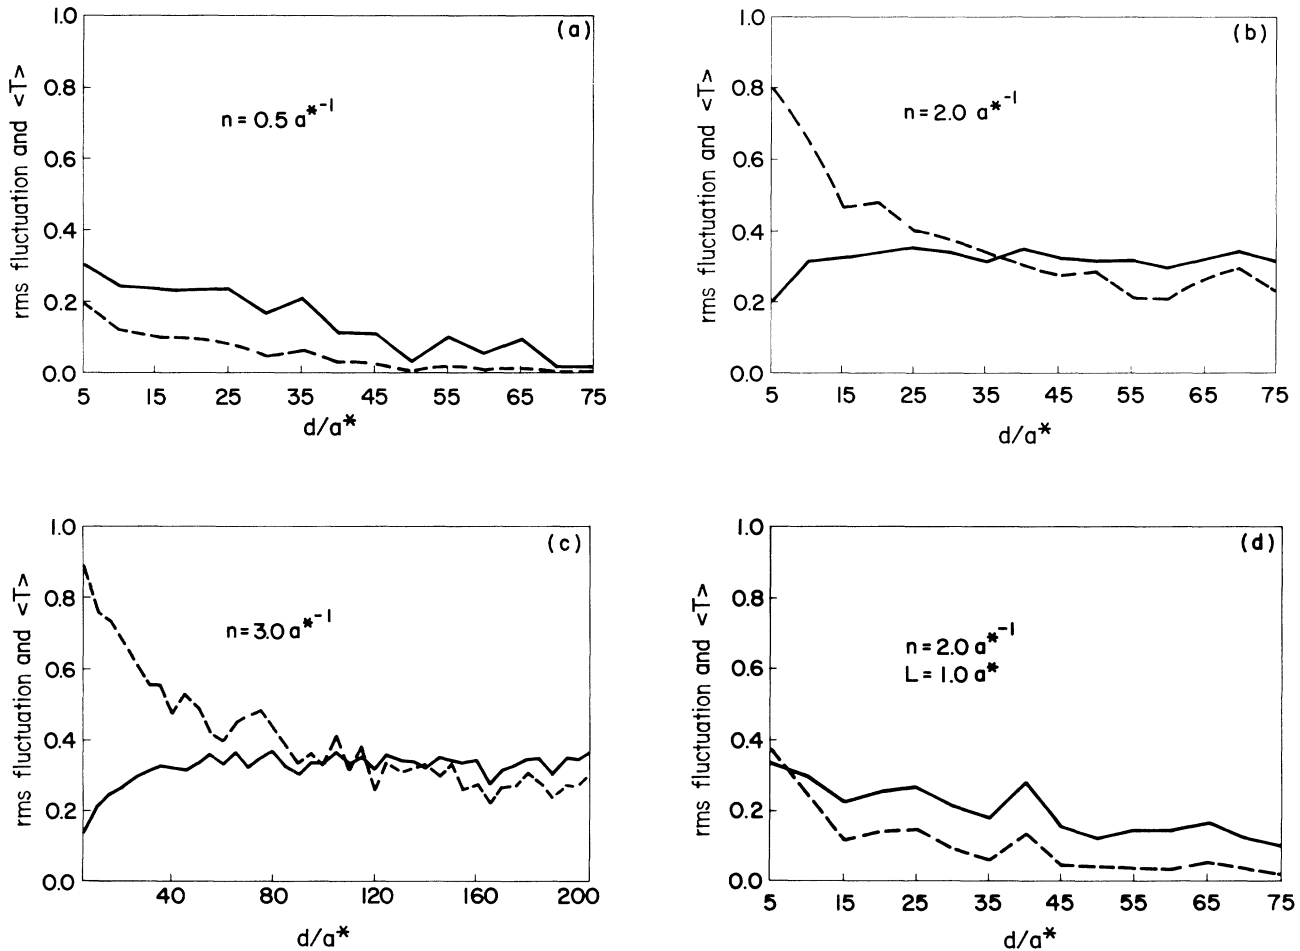 (a)
rms fluctuation and <T>
1.0
0.8
0.6
0.4
0.2
0.0
n = 0.5 a*⁻¹
5 15 25 35 45 55 65 75
d/a*
(b)
rms fluctuation and <T>
1.0
0.8
0.6
0.4
0.2
0.0
n = 2.0 a*⁻¹
5 15 25 35 45 55 65 75
d/a*
(c)
rms fluctuation and <T>
1.0
0.8
0.6
0.4
0.2
0.0
n = 3.0 a*⁻¹
40 80 120 160 200
d/a*
(d)
rms fluctuation and <T>
1.0
0.8
0.6
0.4
0.2
0.0
n = 2.0 a*⁻¹
L = 1.0 a*
5 15 25 35 45 55 65 75
d/a*